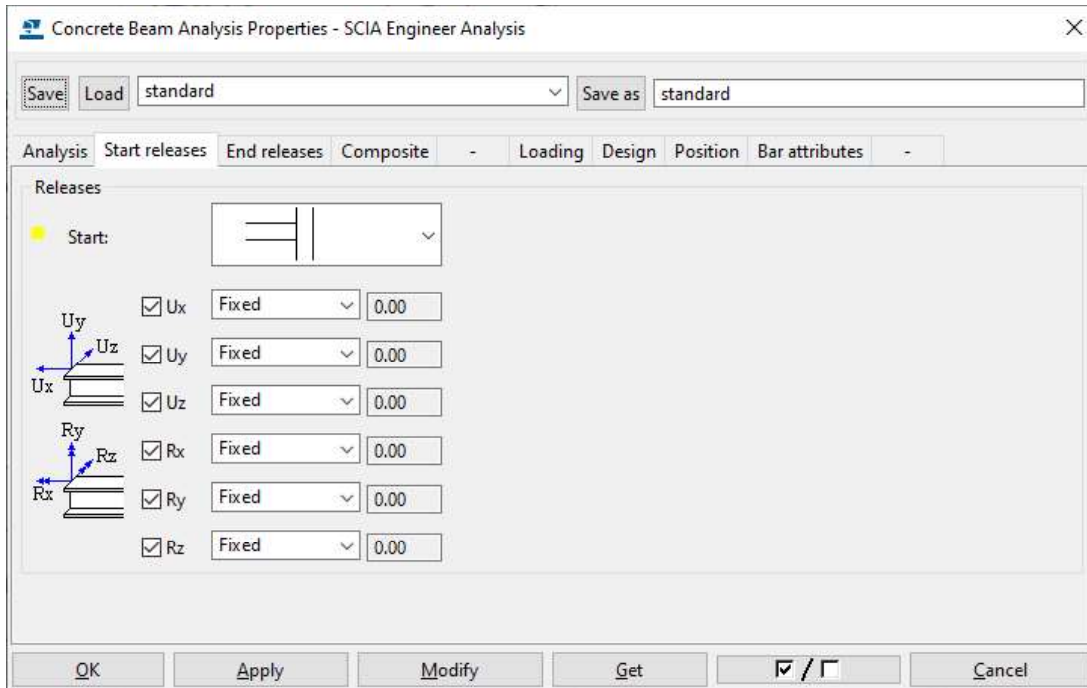 Concrete Beam Analysis Properties - SCIA Engineer Analysis
Save Load standard Save as standard
Analysis Start releases End releases Composite - Loading Design Position Bar attributes -
Releases
Start:
Ux Fixed 0.00
Uy Fixed 0.00
Uz Fixed 0.00
Rx Fixed 0.00
Ry Fixed 0.00
Rz Fixed 0.00
Uy
Uz
Ux
Ry
Rz
Rx
OK Apply Modify Get / Cancel